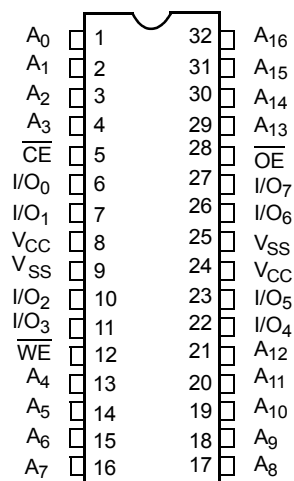 A0 1 32 A16
A1 2 31 A15
A2 3 30 A14
A3 4 29 A13
C̅E̅ 5 28 O̅E̅
I/O0 6 27 I/O7
I/O1 7 26 I/O6
VCC 8 25 VSS
VSS 9 24 VCC
I/O2 10 23 I/O5
I/O3 11 22 I/O4
W̅E̅ 12 21 A12
A4 13 20 A11
A5 14 19 A10
A6 15 18 A9
A7 16 17 A8